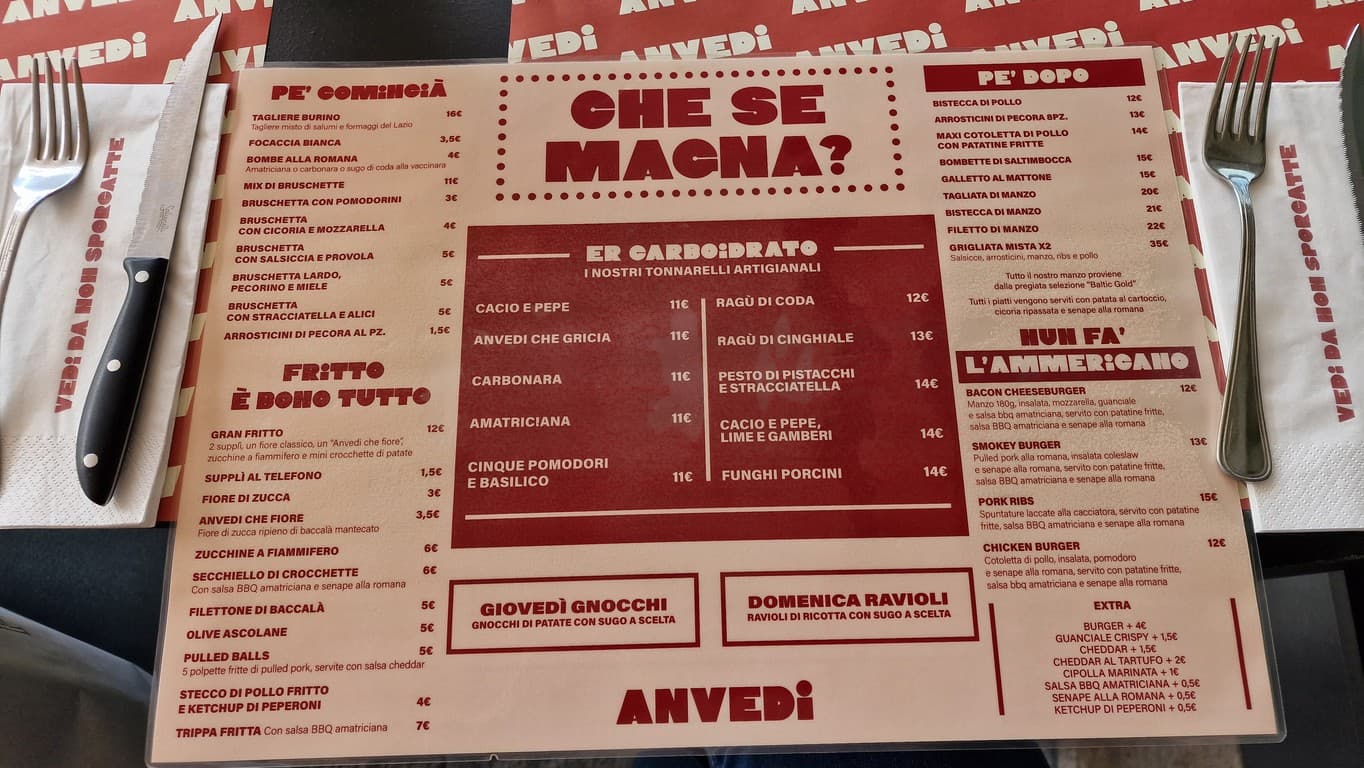 ANVEDi
ANVEDi
ANVEDi
ANVEDi
ANVEDi
ANVEDi
VEDi DA NON SPORCATTE
VEDi DA NON SPORCATTE
PE' COMiNCiÀ
TAGLIERE BURINO 16€
Tagliere misto di salumi e formaggi del Lazio
FOCACCIA BIANCA 3,5€
BOMBE ALLA ROMANA 4€
Amatriciana o carbonara o sugo di coda alla vaccinara
MIX DI BRUSCHETTE 11€
BRUSCHETTA CON POMODORINI 3€
BRUSCHETTA
CON CICORIA E MOZZARELLA 4€
BRUSCHETTA
CON SALSICCIA E PROVOLA 5€
BRUSCHETTA LARDO,
PECORINO E MIELE 5€
BRUSCHETTA
CON STRACCIATELLA E ALICI 5€
ARROSTICINI DI PECORA AL PZ. 1,5€
FRiTTO
È BONO TUTTO
GRAN FRITTO 12€
2 supplì, un fiore classico, un "Anvedi che fiore",
zucchine a fiammifero e mini crocchette di patate
SUPPLÌ AL TELEFONO 1,5€
FIORE DI ZUCCA 3€
ANVEDI CHE FIORE 3,5€
Fiore di zucca ripieno di baccalà mantecato
ZUCCHINE A FIAMMIFERO 6€
SECCHIELLO DI CROCCHETTE 6€
Con salsa BBQ amatriciana e senape alla romana
FILETTONE DI BACCALÀ 5€
OLIVE ASCOLANE 5€
PULLED BALLS 5€
5 polpette fritte di pulled pork, servite con salsa cheddar
STECCO DI POLLO FRITTO
E KETCHUP DI PEPERONI 4€
TRIPPA FRITTA Con salsa BBQ amatriciana 7€
CHE SE
MAGNA?
ER CARBOiDRATO
I NOSTRI TONNARELLI ARTIGIANALI
CACIO E PEPE 11€
ANVEDI CHE GRICIA 11€
CARBONARA 11€
AMATRICIANA 11€
CINQUE POMODORI
E BASILICO 11€
RAGÙ DI CODA 12€
RAGÙ DI CINGHIALE 13€
PESTO DI PISTACCHI
E STRACCIATELLA 14€
CACIO E PEPE,
LIME E GAMBERI 14€
FUNGHI PORCINI 14€
GIOVEDÌ GNOCCHI
GNOCCHI DI PATATE CON SUGO A SCELTA
DOMENICA RAVIOLI
RAVIOLI DI RICOTTA CON SUGO A SCELTA
ANVEDi
PE' DOPO
BISTECCA DI POLLO 12€
ARROSTICINI DI PECORA 8PZ. 13€
MAXI COTOLETTA DI POLLO 14€
CON PATATINE FRITTE
BOMBETTE DI SALTIMBOCCA 15€
GALLETTO AL MATTONE 15€
TAGLIATA DI MANZO 20€
BISTECCA DI MANZO 21€
FILETTO DI MANZO 22€
GRIGLIATA MISTA X2 35€
Salsicce, arrosticini, manzo, ribs e pollo
Tutto il nostro manzo proviene
dalla pregiata selezione "Baltic Gold"
Tutti i piatti vengono serviti con patata al cartoccio,
cicoria ripassata e senape alla romana
NUN FA'
L'AMMERiCANO
BACON CHEESEBURGER 12€
Manzo 180g, insalata, mozzarella, guanciale
e salsa bbq amatriciana, servito con patatine fritte,
salsa BBQ amatriciana e senape alla romana
SMOKEY BURGER 13€
Pulled pork alla romana, insalata coleslaw
e senape alla romana, servito con patatine fritte,
salsa BBQ amatriciana e senape alla romana
PORK RIBS 15€
Spuntature laccate alla cacciatora, servito con patatine
fritte, salsa BBQ amatriciana e senape alla romana
CHICKEN BURGER 12€
Cotoletta di pollo, insalata, pomodoro
e senape alla romana, servito con patatine fritte,
salsa bbq amatriciana e senape alla romana
EXTRA
BURGER + 4€
GUANCIALE CRISPY + 1,5€
CHEDDAR + 1,5€
CHEDDAR AL TARTUFO + 2€
CIPOLLA MARINATA + 1€
SALSA BBQ AMATRICIANA + 0,5€
SENAPE ALLA ROMANA + 0,5€
KETCHUP DI PEPERONI + 0,5€